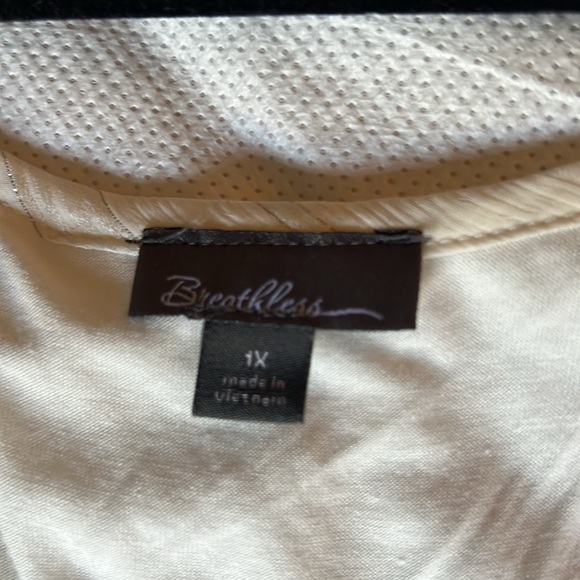 Breathless
1X
made in
vietnam